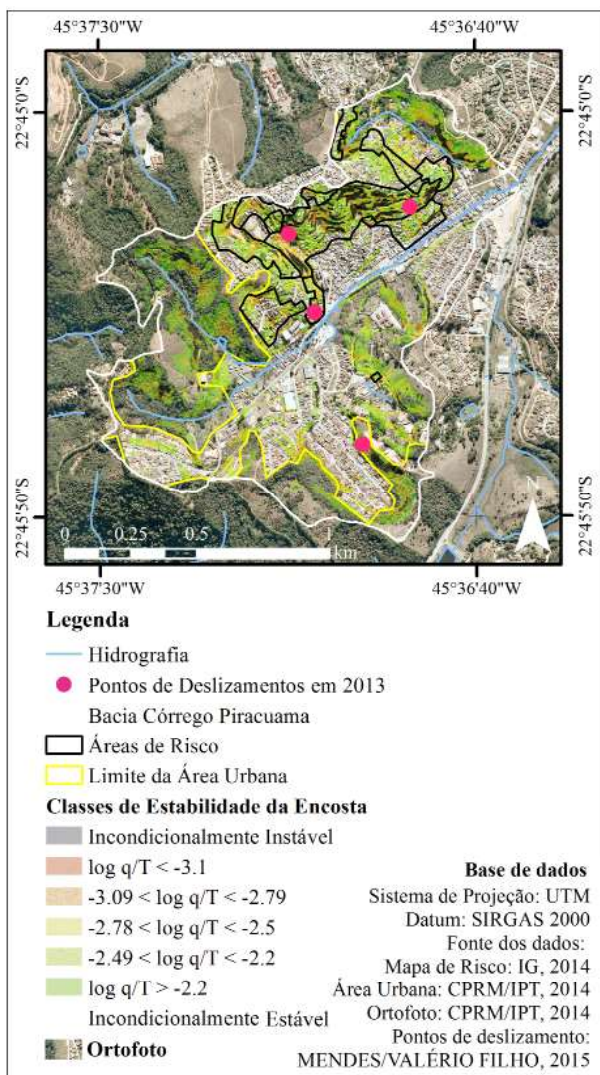 45°37'30"W
45°36'40"W
22°45'0"S
22°45'0"S
22°45'50"S
22°45'50"S
N
0 0.25 0.5 1
km
45°37'30"W
45°36'40"W
Legenda
Hidrografia
Pontos de Deslizamentos em 2013
Bacia Córrego Piracuama
Áreas de Risco
Limite da Área Urbana
Classes de Estabilidade da Encosta
Incondicionalmente Instável
log q/T < -3.1
-3.09 < log q/T < -2.79
-2.78 < log q/T < -2.5
-2.49 < log q/T < -2.2
log q/T > -2.2
Incondicionalmente Estável
Ortofoto
Base de dados
Sistema de Projeção: UTM
Datum: SIRGAS 2000
Fonte dos dados:
Mapa de Risco: IG, 2014
Área Urbana: CPRM/IPT, 2014
Ortofoto: CPRM/IPT, 2014
Pontos de deslizamento:
MENDES/VALÉRIO FILHO, 2015